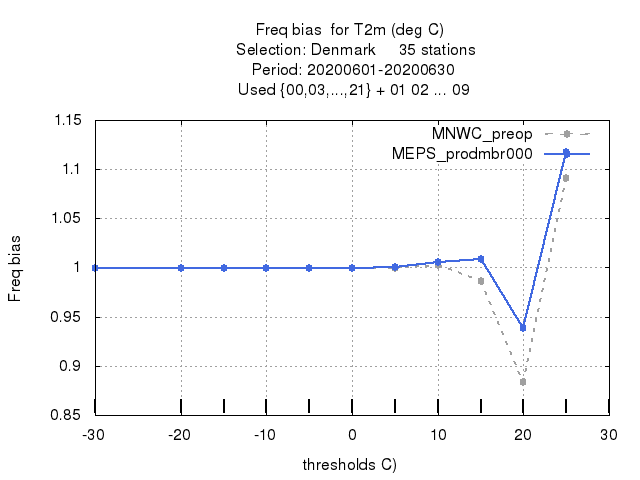 Freq bias  for T2m (deg C)
Selection: Denmark    35 stations
Period: 20200601-20200630
Used {00,03,...,21} + 01 02 ... 09
MNWC_preop
MEPS_prodmbr000
1.15
1.1
1.05
1
0.95
0.9
0.85
Freq bias
-30 -20 -10 0 10 20 30
thresholds C)